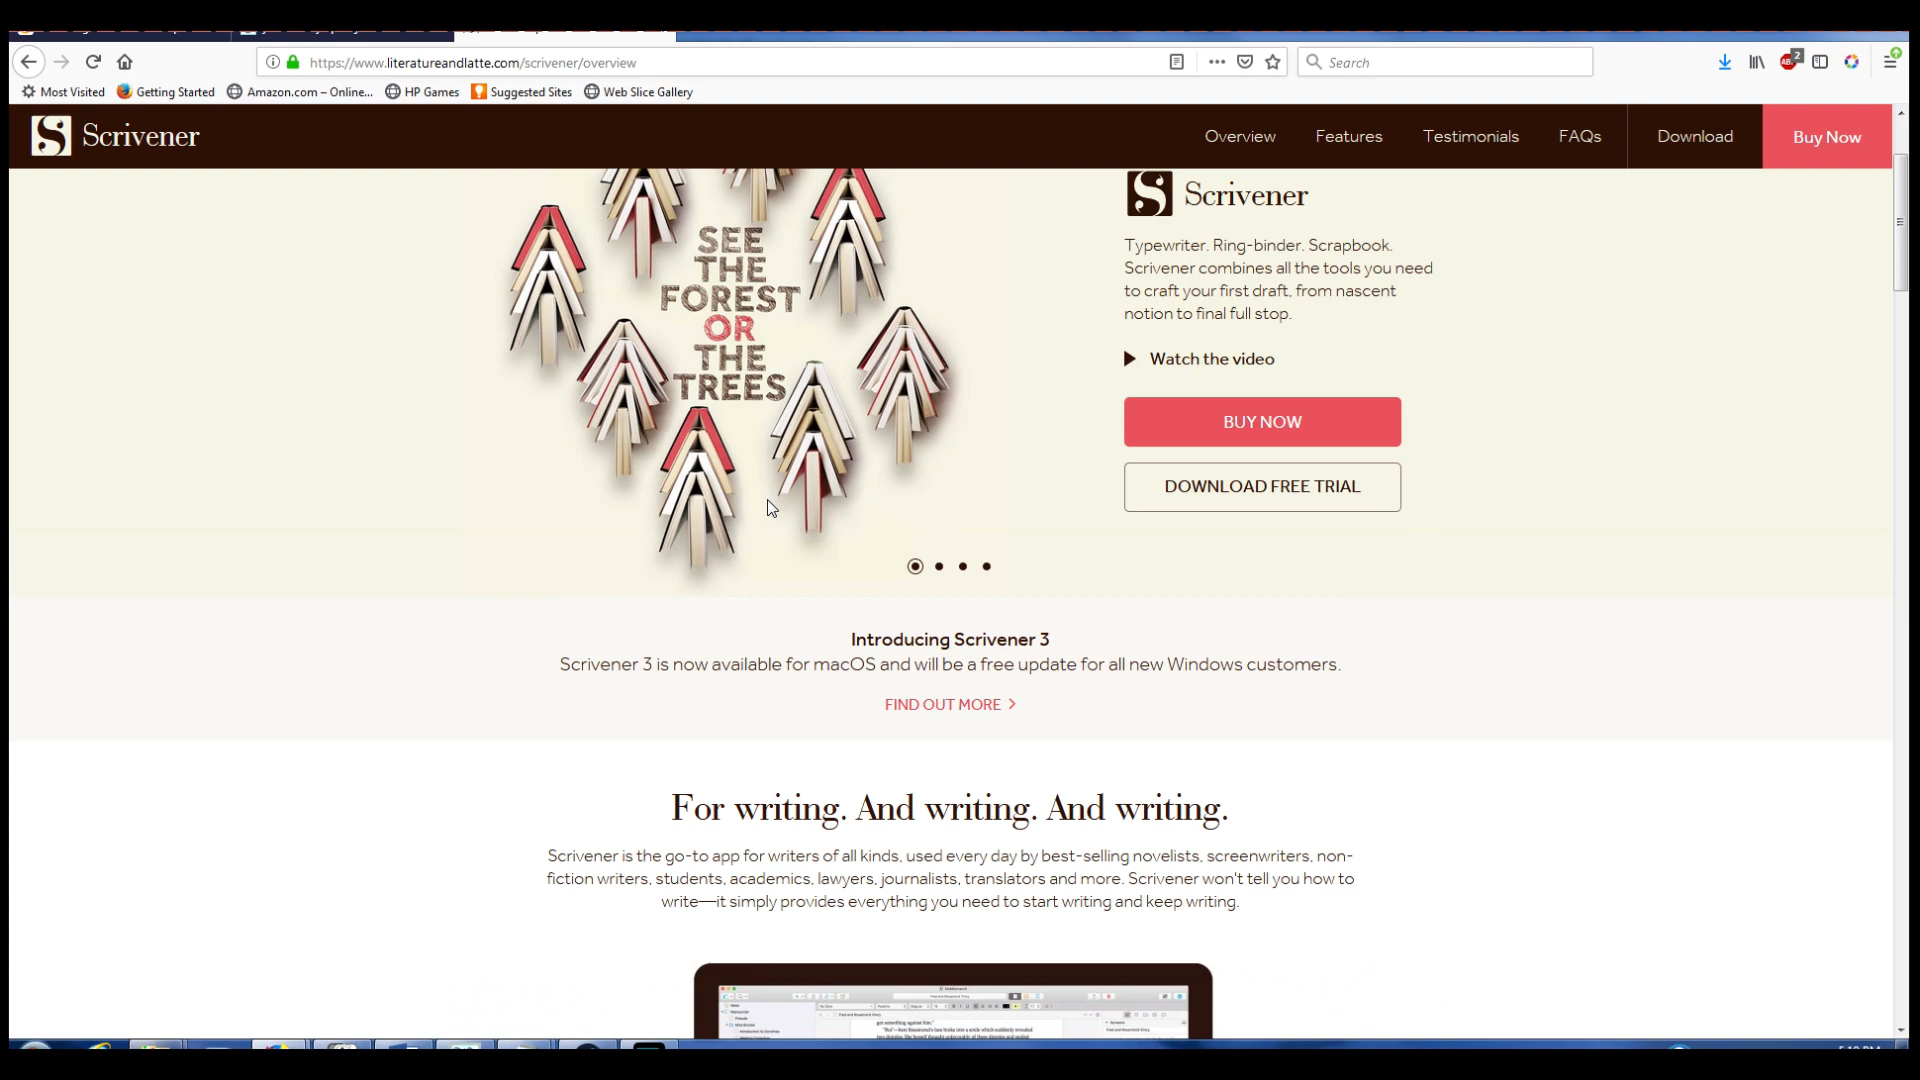 https://www.literatureandlatte.com/scrivener/overview
Search
2
Most Visited
Getting Started
Amazon.com – Online...
HP Games
Suggested Sites
Web Slice Gallery
S Scrivener
Overview
Features
Testimonials
FAQs
Download
Buy Now
SEE
THE
FOREST
OR
THE
TREES
S Scrivener
Typewriter. Ring-binder. Scrapbook.
Scrivener combines all the tools you need
to craft your first draft, from nascent
notion to final full stop.
Watch the video
BUY NOW
DOWNLOAD FREE TRIAL
Introducing Scrivener 3
Scrivener 3 is now available for macOS and will be a free update for all new Windows customers.
FIND OUT MORE >
For writing. And writing. And writing.
Scrivener is the go-to app for writers of all kinds, used every day by best-selling novelists, screenwriters, non-
fiction writers, students, academics, lawyers, journalists, translators and more. Scrivener won't tell you how to
write—it simply provides everything you need to start writing and keep writing.